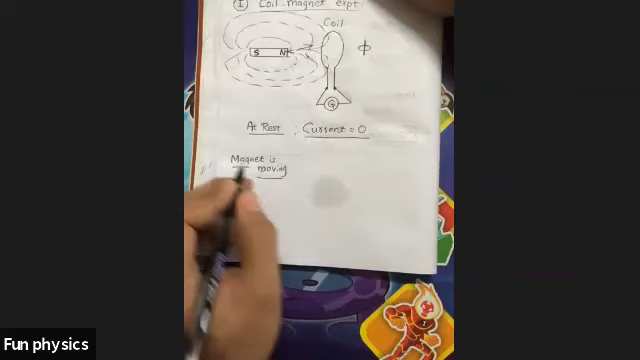 I Coil-magnet expt:
Coil
S N
ϕ
G
At Rest : Current = 0
Magnet is
moving
Fun physics